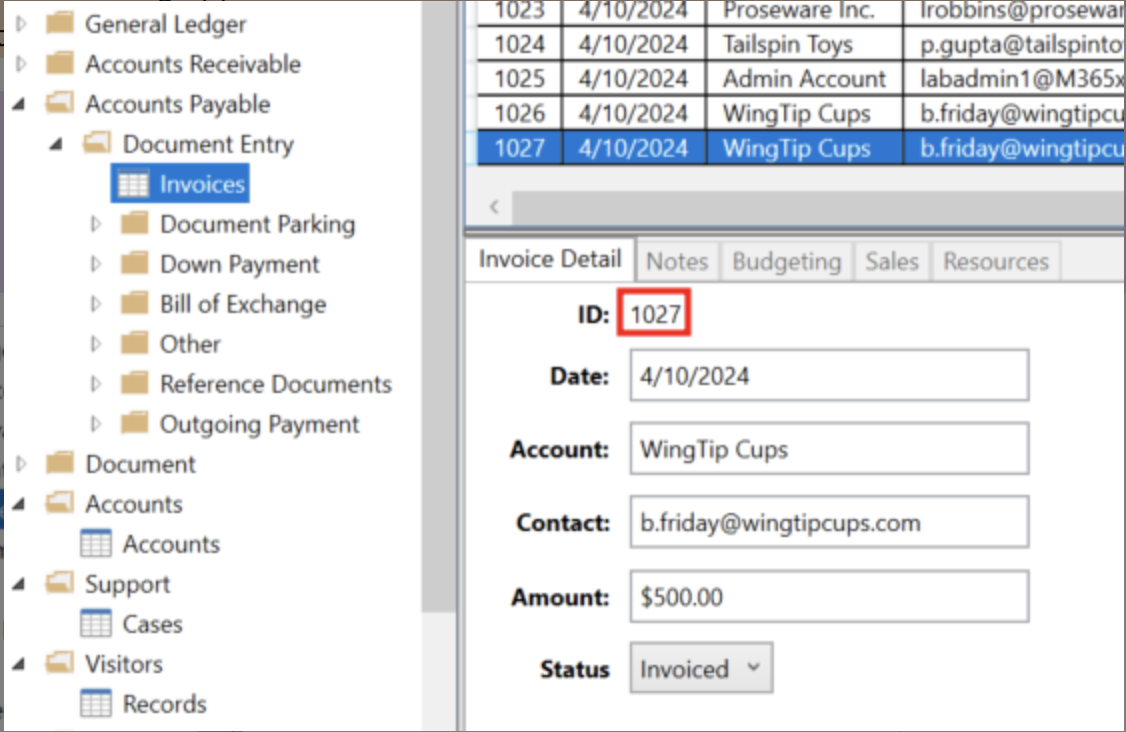 General Ledger
Accounts Receivable
Accounts Payable
Document Entry
Invoices
Document Parking
Down Payment
Bill of Exchange
Other
Reference Documents
Outgoing Payment
Document
Accounts
Accounts
Support
Cases
Visitors
Records
1023 4/10/2024 Proseware Inc. lrobbins@prosewar
1024 4/10/2024 Tailspin Toys p.gupta@tailspinto
1025 4/10/2024 Admin Account labadmin1@M365x
1026 4/10/2024 WingTip Cups b.friday@wingtipcu
1027 4/10/2024 WingTip Cups b.friday@wingtipcu
Invoice Detail Notes Budgeting Sales Resources
ID: 1027
Date: 4/10/2024
Account: WingTip Cups
Contact: b.friday@wingtipcups.com
Amount: $500.00
Status Invoiced